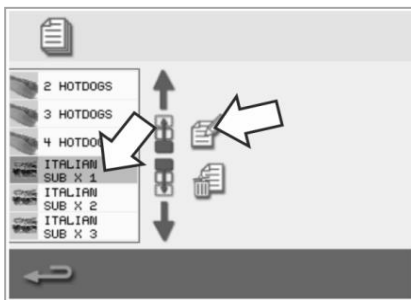 2 HOTDOGS
3 HOTDOGS
4 HOTDO
ITALIAN
SUB X 1
ITALIAN
SUB X 2
ITALIAN
SUB X 3